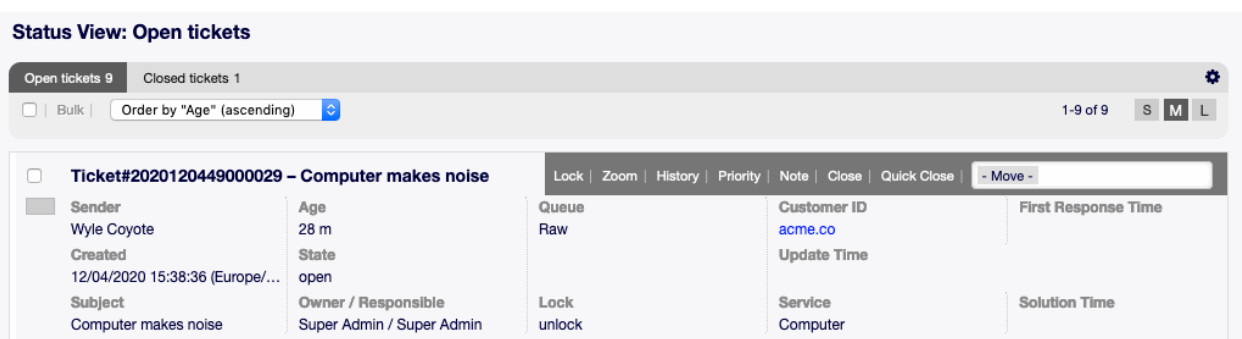 Status View: Open tickets
Open tickets 9 Closed tickets 1
| Bulk | Order by "Age" (ascending) 1-9 of 9 S M L
Ticket#2020120449000029 – Computer makes noise Lock | Zoom | History | Priority | Note | Close | Quick Close | - Move -
Sender Age Queue Customer ID First Response Time
Wyle Coyote 28 m Raw acme.co
Created State Update Time
12/04/2020 15:38:36 (Europe/... open
Subject Owner / Responsible Lock Service Solution Time
Computer makes noise Super Admin / Super Admin unlock Computer